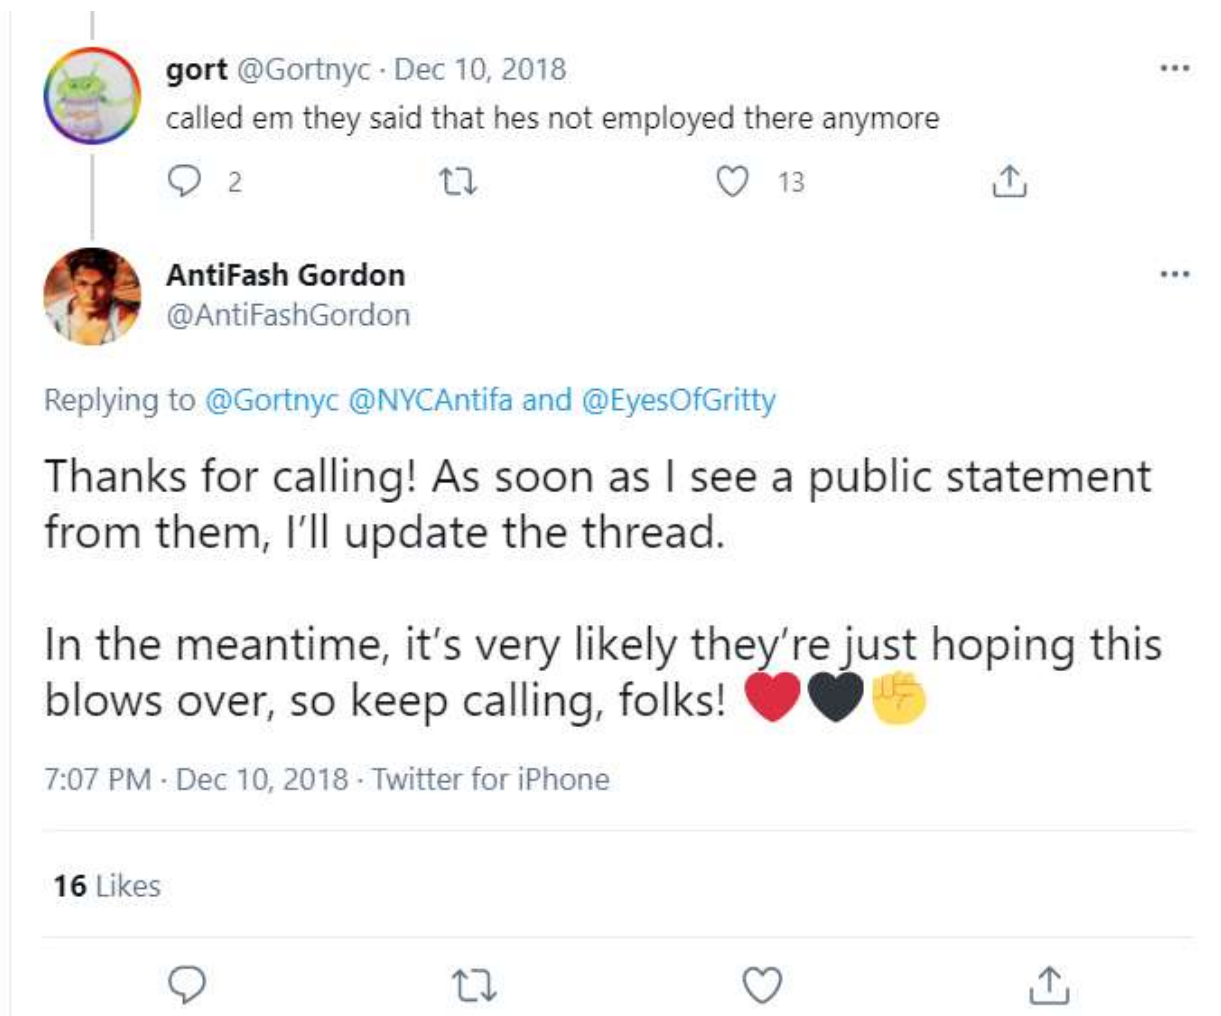 gort @Gortnyc · Dec 10, 2018
called em they said that hes not employed there anymore
2 13
AntiFash Gordon
@AntiFashGordon
Replying to @Gortnyc @NYCAntifa and @EyesOfGritty
Thanks for calling! As soon as I see a public statement
from them, I’ll update the thread.
In the meantime, it’s very likely they’re just hoping this
blows over, so keep calling, folks! ❤️🖤✊
7:07 PM · Dec 10, 2018 · Twitter for iPhone
16 Likes